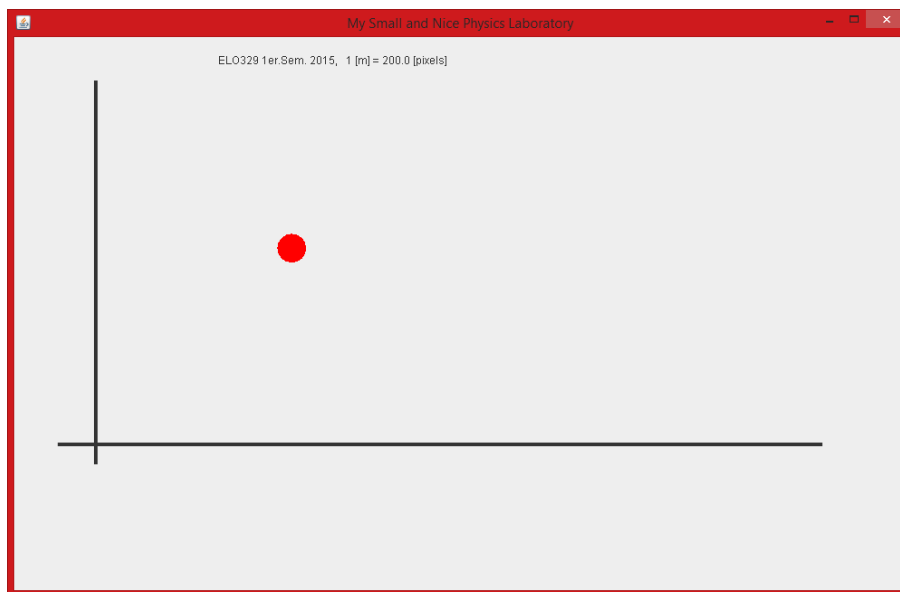 My Small and Nice Physics Laboratory
ELO329 1er.Sem. 2015,  1 [m] = 200.0 [pixels]